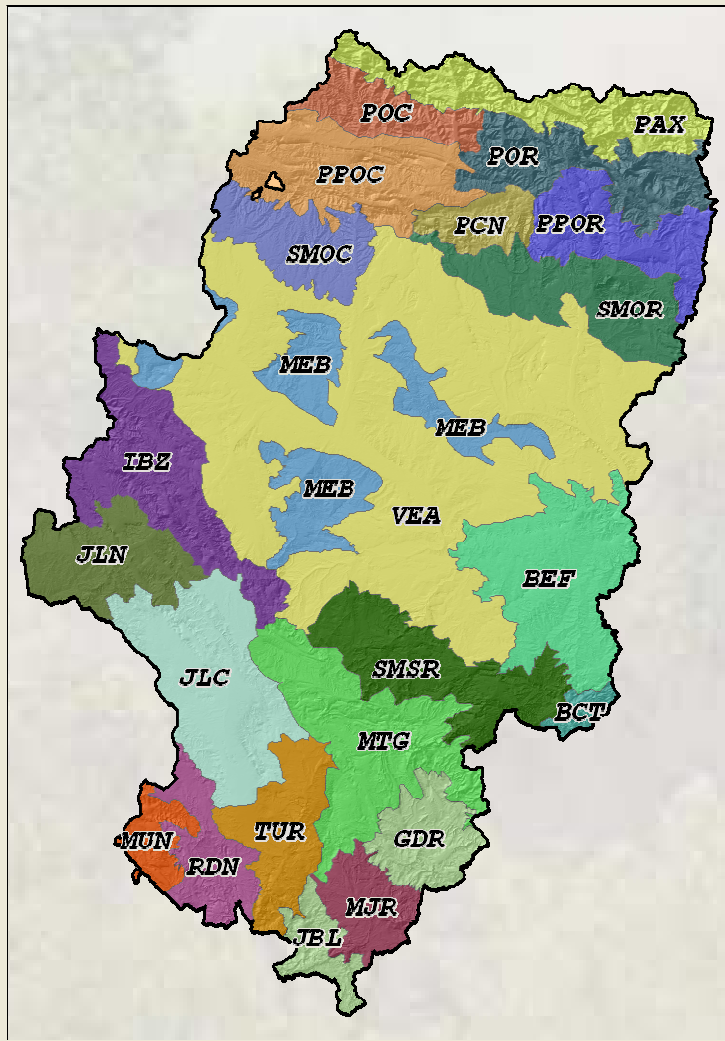 POC
PAX
POR
PPOC
PCN
PPOR
SMOC
SMOR
MEB
MEB
IBZ
MEB
VEA
JLN
BEF
JLC
SMSR
BCT
MTG
MUN
TUR
GDR
RDN
MJR
JBL